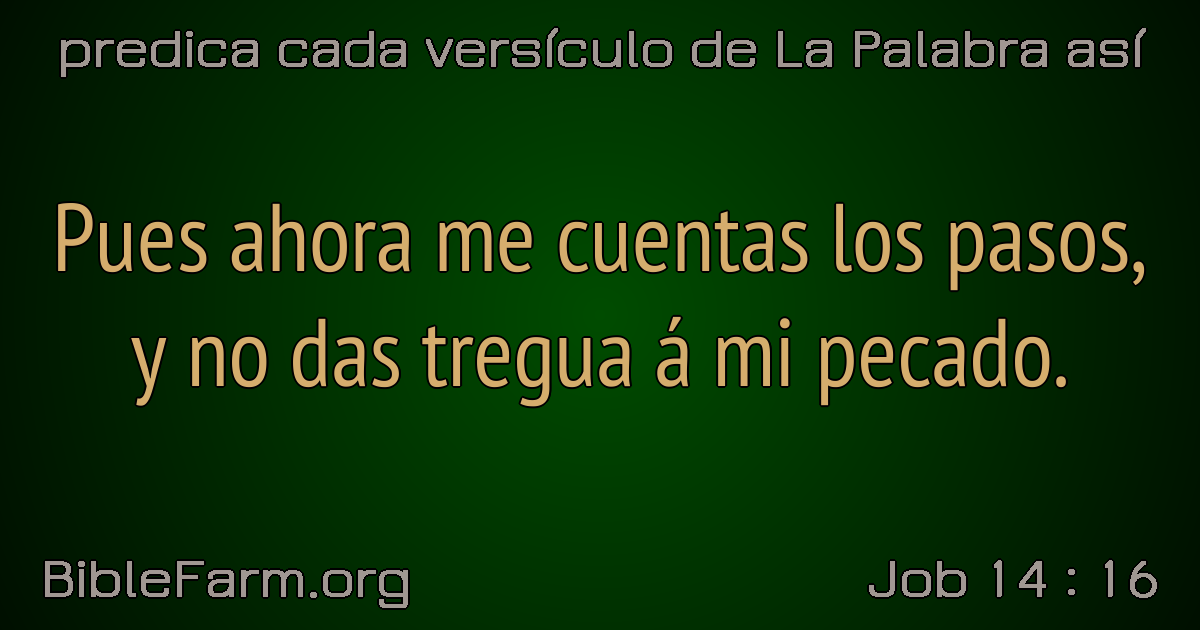 predica cada versículo de La Palabra así
Pues ahora me cuentas los pasos,
y no das tregua á mi pecado.
BibleFarm.org
Job 14 : 16